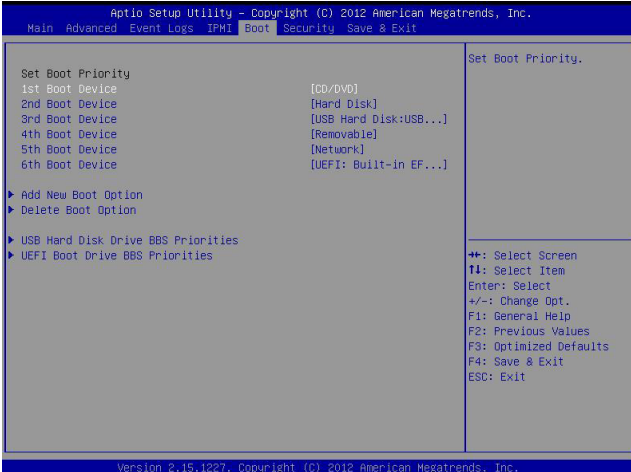 Aptio Setup Utility – Copyright (C) 2012 American Megatrends, Inc.
Main Advanced Event Logs IPMI Boot Security Save & Exit
Set Boot Priority
1st Boot Device [CD/DVD]
2nd Boot Device [Hard Disk]
3rd Boot Device [USB Hard Disk:USB...]
4th Boot Device [Removable]
5th Boot Device [Network]
6th Boot Device [UEFI: Built-in EF...]
▶ Add New Boot Option
▶ Delete Boot Option
▶ USB Hard Disk Drive BBS Priorities
▶ UEFI Boot Drive BBS Priorities
Set Boot Priority.
→←: Select Screen
↑↓: Select Item
Enter: Select
+/-: Change Opt.
F1: General Help
F2: Previous Values
F3: Optimized Defaults
F4: Save & Exit
ESC: Exit
Version 2.15.1227. Copyright (C) 2012 American Megatrends, Inc.